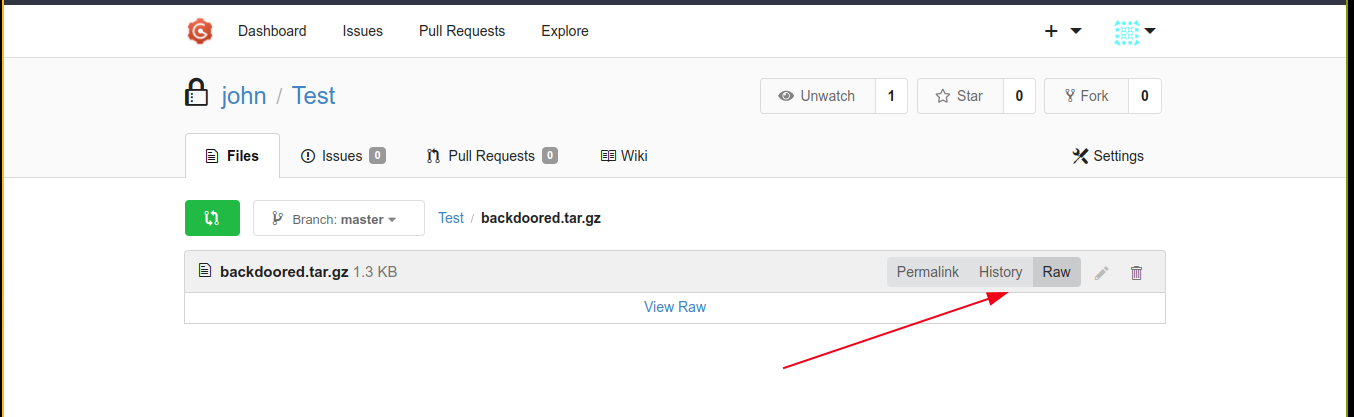 Dashboard Issues Pull Requests Explore
john / Test
Unwatch 1 Star 0 Fork 0
Files Issues 0 Pull Requests 0 Wiki Settings
Branch: master Test / backdoored.tar.gz
backdoored.tar.gz 1.3 KB Permalink History Raw
View Raw